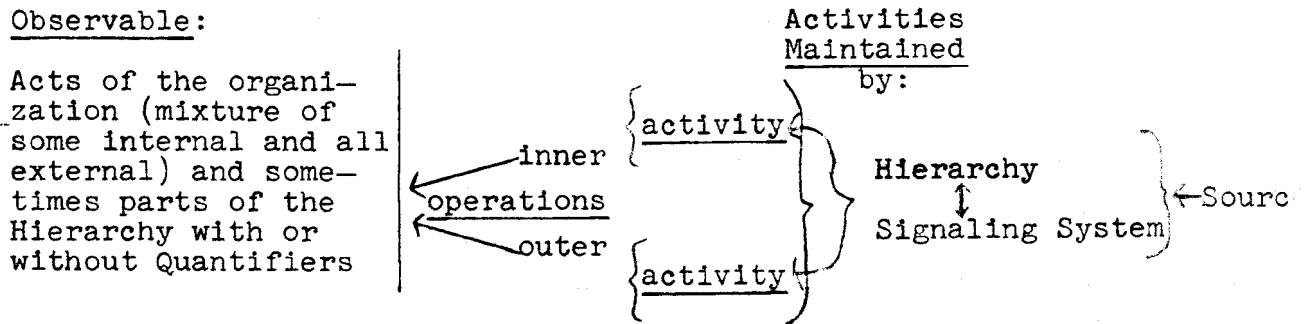 Observable:
Acts of the organi-
zation (mixture of
some internal and all
external) and some-
times parts of the
Hierarchy with or
without Quantifiers
inner
operations
outer
activity
activity
Activities
Maintained
by:
Hierarchy
Signaling System
Sourc